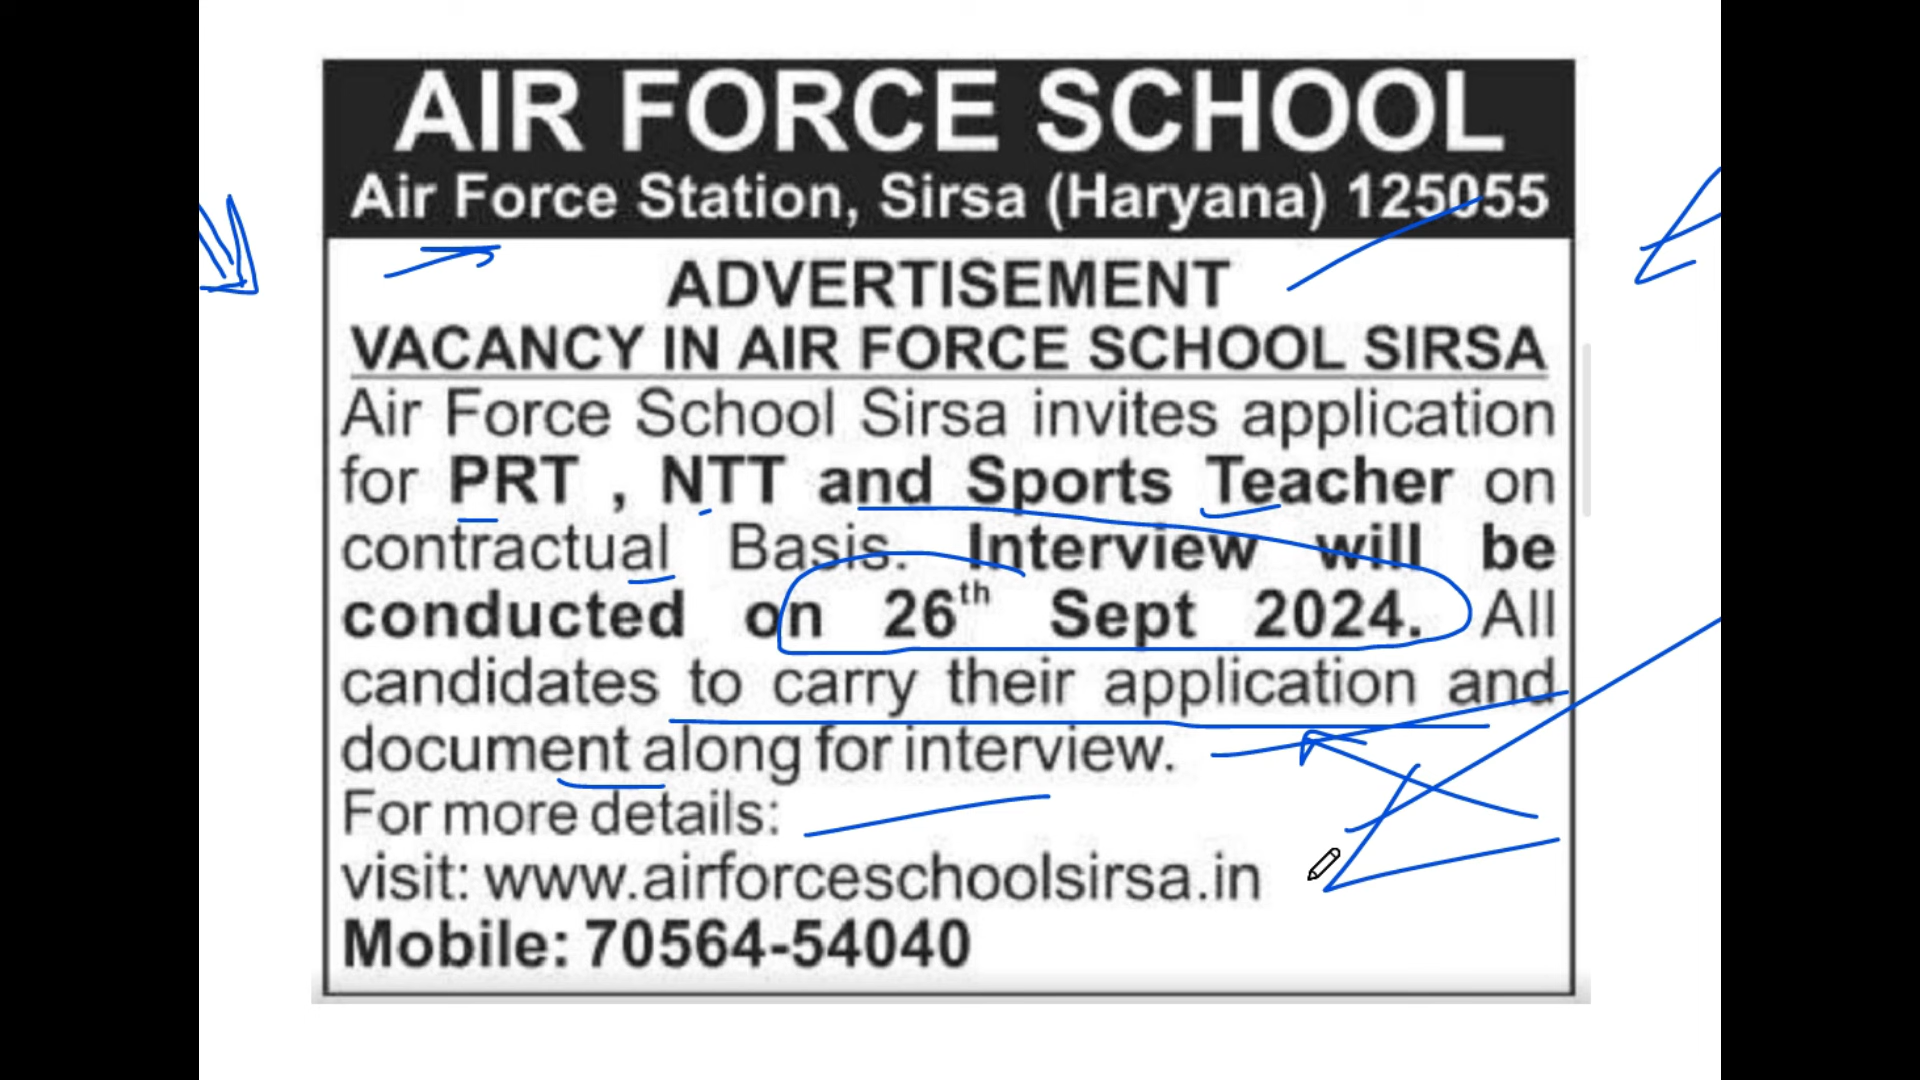 AIR FORCE SCHOOL
Air Force Station, Sirsa (Haryana) 125055
ADVERTISEMENT
VACANCY IN AIR FORCE SCHOOL SIRSA
Air Force School Sirsa invites application
for PRT , NTT and Sports Teacher on
contractual Basis. Interview will be
conducted on 26th Sept 2024. All
candidates to carry their application and
document along for interview.
For more details:
visit: www.airforceschoolsirsa.in
Mobile: 70564-54040